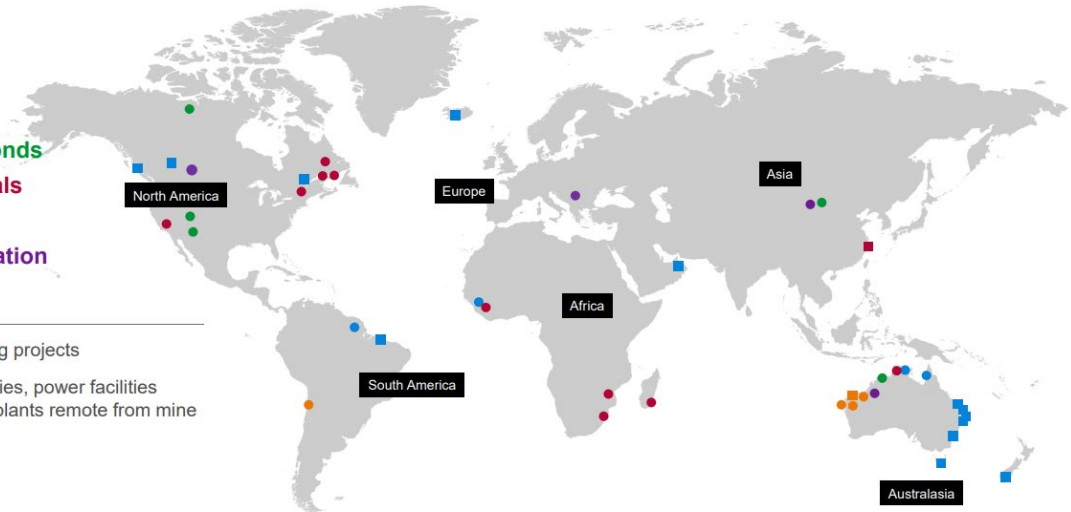 onds
als
ation
g projects
ies, power facilities
plants remote from mine
North America
Europe
Asia
Africa
South America
Australasia